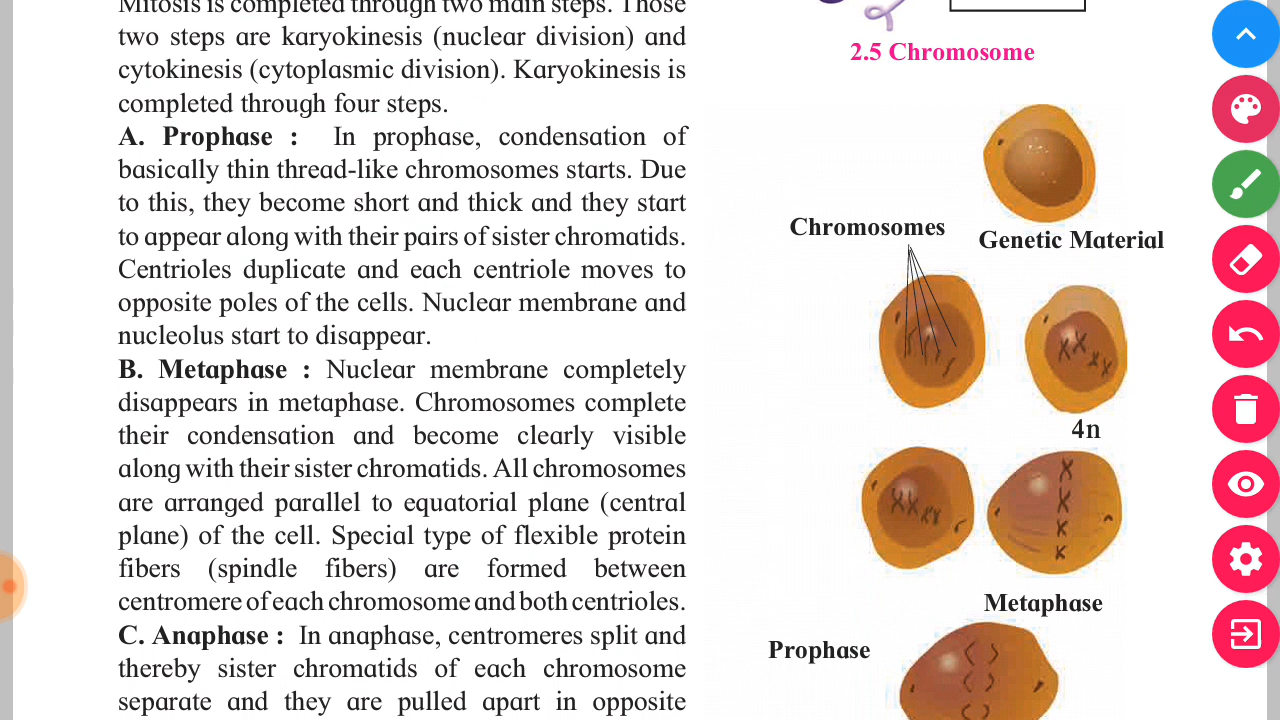 Mitosis is completed through two main steps. Those
two steps are karyokinesis (nuclear division) and
cytokinesis (cytoplasmic division). Karyokinesis is
completed through four steps.
A. Prophase : In prophase, condensation of
basically thin thread-like chromosomes starts. Due
to this, they become short and thick and they start
to appear along with their pairs of sister chromatids.
Centrioles duplicate and each centriole moves to
opposite poles of the cells. Nuclear membrane and
nucleolus start to disappear.
B. Metaphase : Nuclear membrane completely
disappears in metaphase. Chromosomes complete
their condensation and become clearly visible
along with their sister chromatids. All chromosomes
are arranged parallel to equatorial plane (central
plane) of the cell. Special type of flexible protein
fibers (spindle fibers) are formed between
centromere of each chromosome and both centrioles.
C. Anaphase : In anaphase, centromeres split and
thereby sister chromatids of each chromosome
separate and they are pulled apart in opposite
2.5 Chromosome
Chromosomes
Genetic Material
4n
Metaphase
Prophase